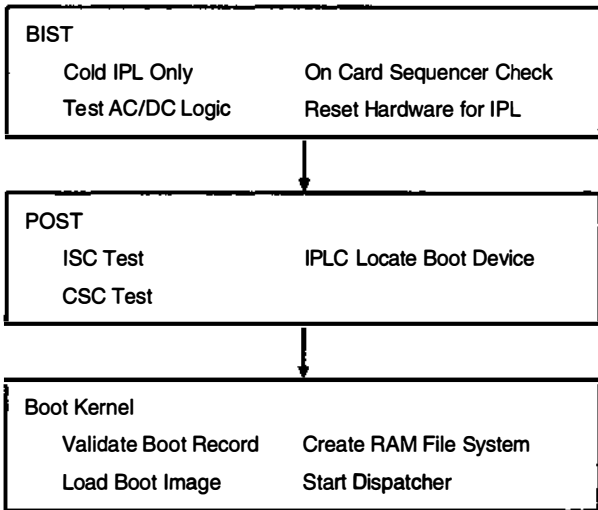 BIST
Cold IPL Only On Card Sequencer Check
Test AC/DC Logic Reset Hardware for IPL
POST
ISC Test IPLC Locate Boot Device
CSC Test
Boot Kernel
Validate Boot Record Create RAM File System
Load Boot Image Start Dispatcher